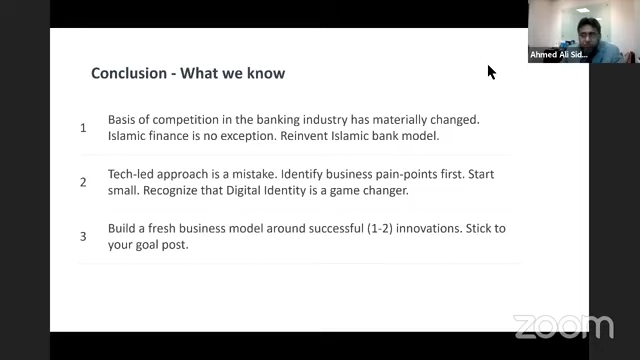 Ahmed Ali Sid...
Conclusion - What we know
1
Basis of competition in the banking industry has materially changed.
Islamic finance is no exception. Reinvent Islamic bank model.
2
Tech-led approach is a mistake. Identify business pain-points first. Start
small. Recognize that Digital Identity is a game changer.
3
Build a fresh business model around successful (1-2) innovations. Stick to
your goal post.
zoom